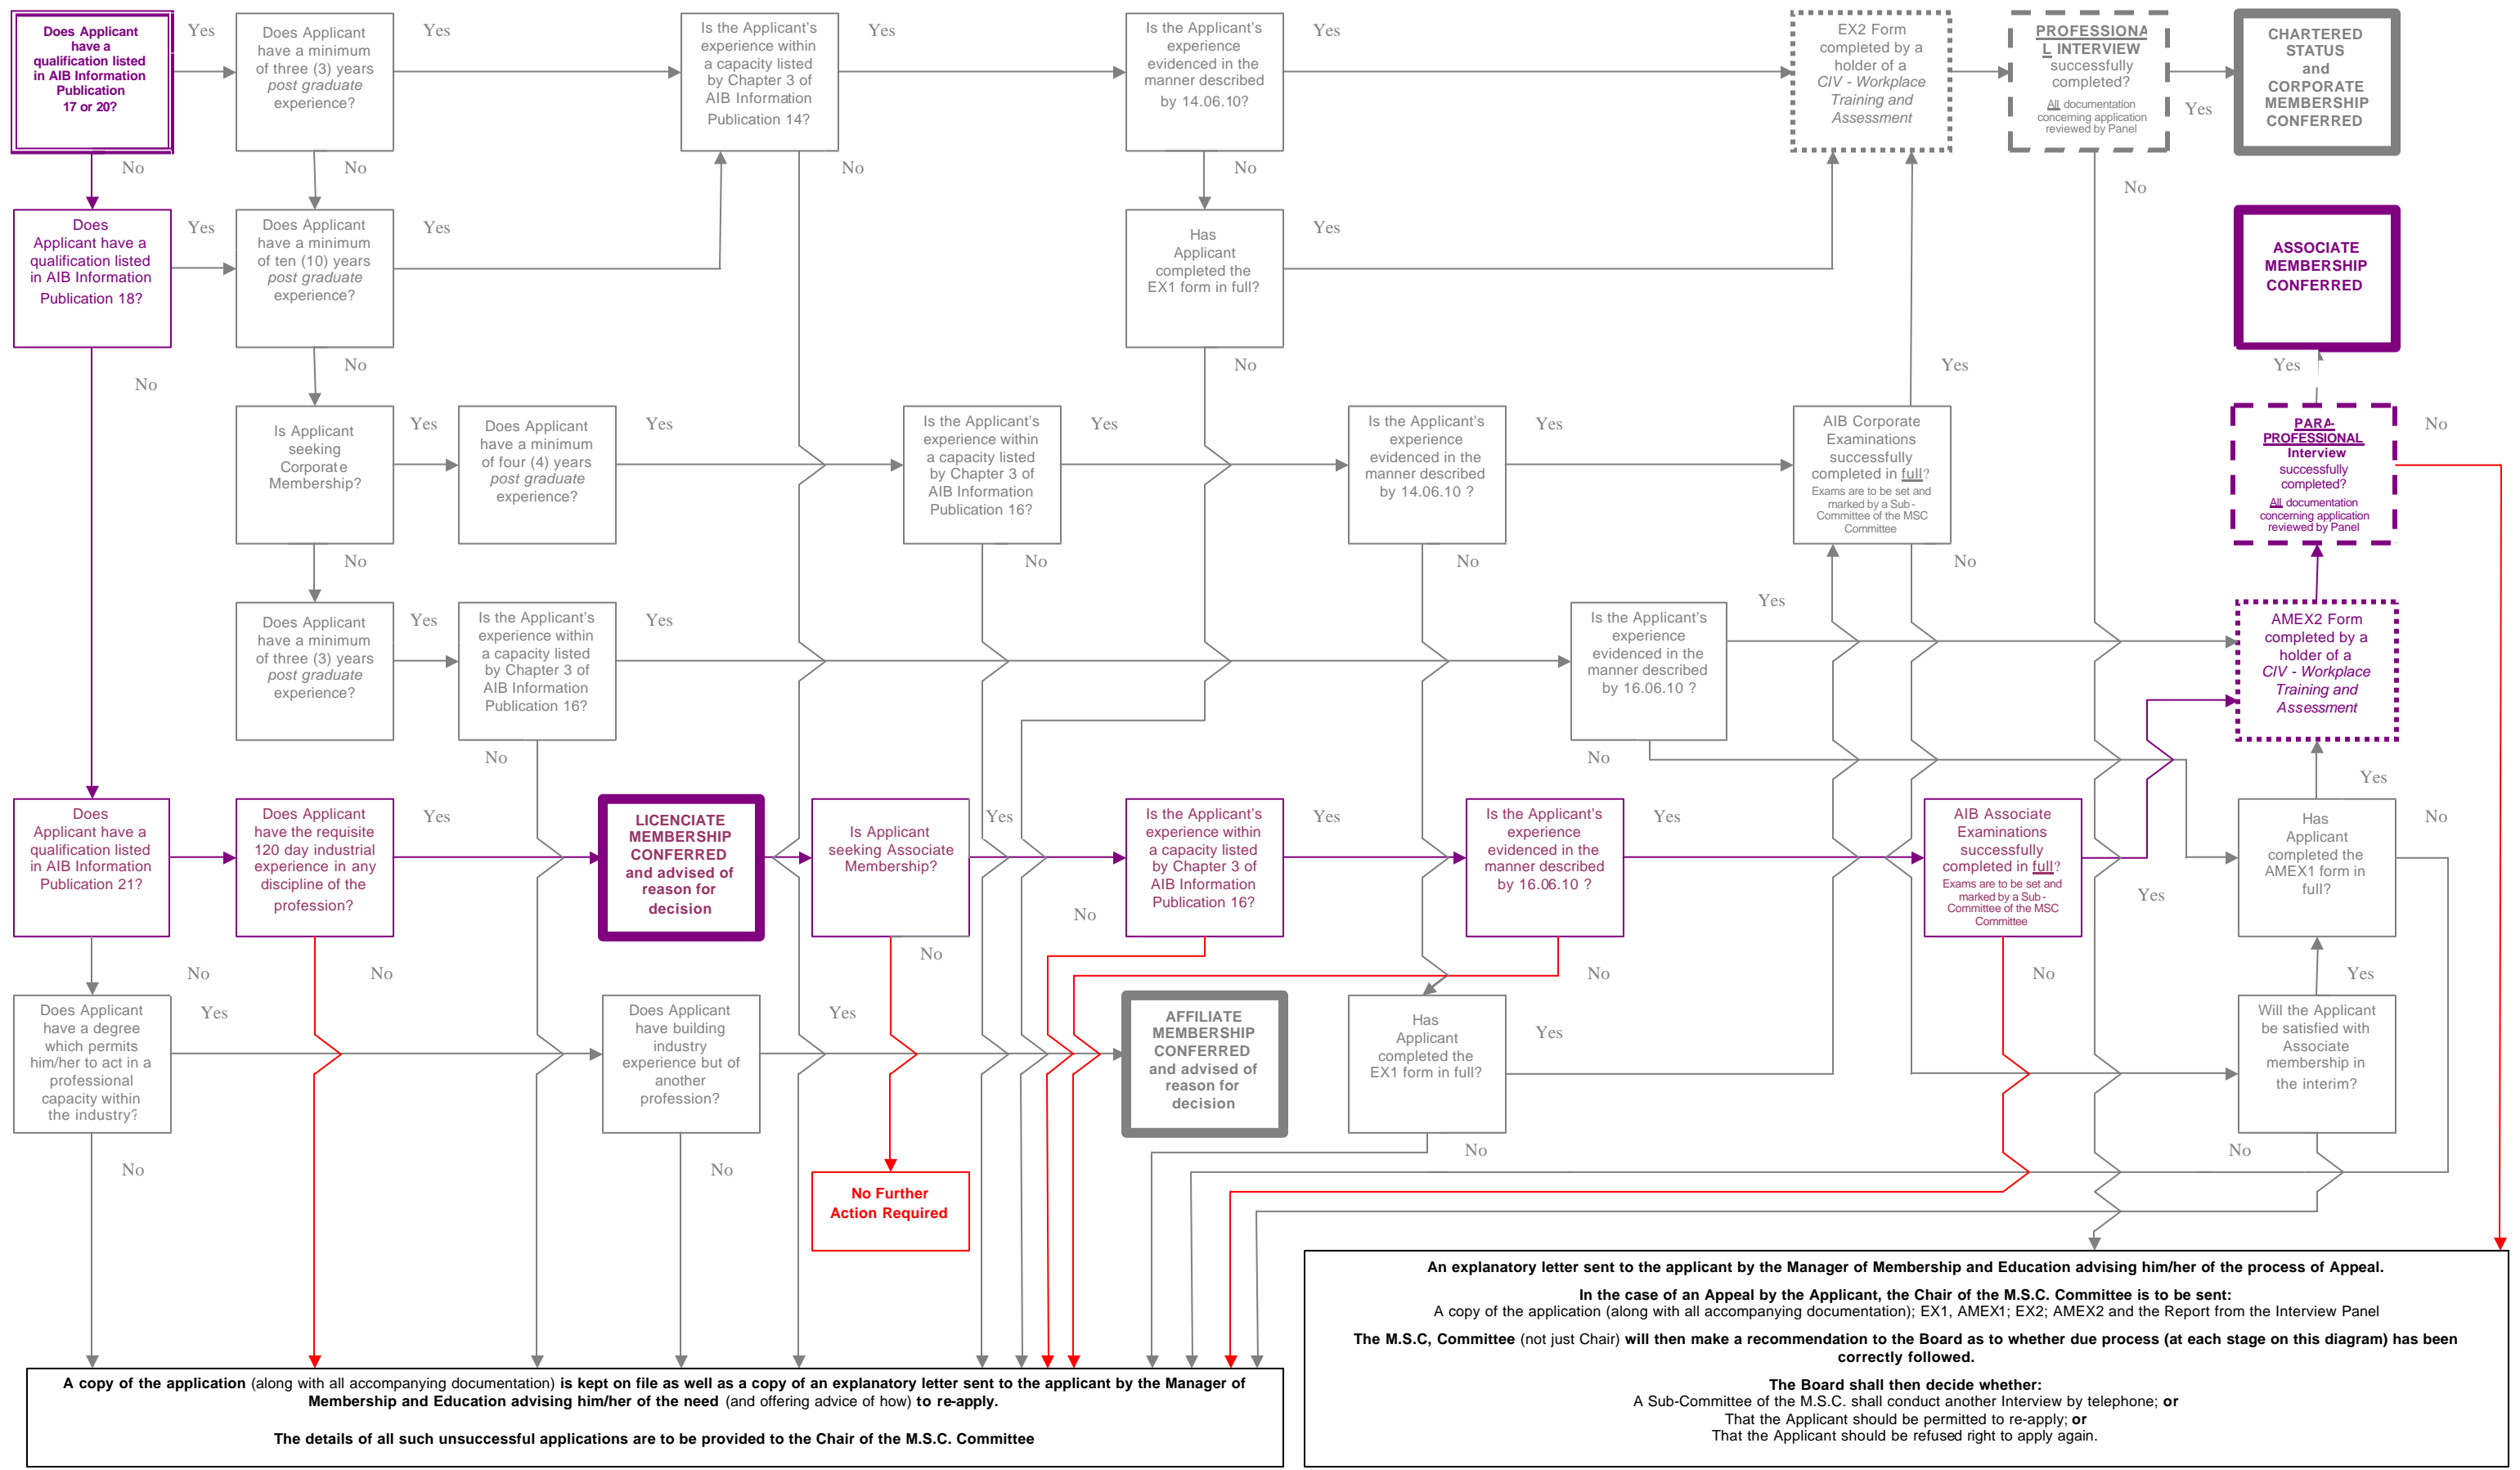 Does Applicant
have a
qualification listed
in AIB Information
Publication
17 or 20?
Yes
No
Does Applicant
have a minimum
of three (3) years
post graduate
experience?
Yes
No
Is the Applicant's
experience within
a capacity listed
by Chapter 3 of
AIB Information
Publication 14?
Yes
No
Is the Applicant's
experience
evidenced in the
manner described
by 14.06.10?
Yes
No
EX2 Form
completed by a
holder of a
CIV - Workplace
Training and
Assessment
PROFESSIONA
L INTERVIEW
successfully
completed?
All documentation
concerning application
reviewed by Panel
Yes
No
CHARTERED
STATUS
and
CORPORATE
MEMBERSHIP
CONFERRED
Does
Applicant have a
qualification listed
in AIB Information
Publication 18?
Yes
No
Does Applicant
have a minimum
of ten (10) years
post graduate
experience?
Yes
No
Has
Applicant
completed the
EX1 form in full?
Yes
No
ASSOCIATE
MEMBERSHIP
CONFERRED
Yes
Is Applicant
seeking
Corporate
Membership?
Yes
No
Does Applicant
have a minimum
of four (4) years
post graduate
experience?
Yes
Is the Applicant's
experience within
a capacity listed
by Chapter 3 of
AIB Information
Publication 16?
Yes
No
Is the Applicant's
experience
evidenced in the
manner described
by 14.06.10 ?
Yes
No
AIB Corporate
Examinations
successfully
completed in full?
Exams are to be set and
marked by a Sub -
Committee of the MSC
Committee
Yes
No
PARA-
PROFESSIONAL
Interview
successfully
completed?
All documentation
concerning application
reviewed by Panel
No
Does Applicant
have a minimum
of three (3) years
post graduate
experience?
Yes
Is the Applicant's
experience within
a capacity listed
by Chapter 3 of
AIB Information
Publication 16?
Yes
No
Is the Applicant's
experience
evidenced in the
manner described
by 16.06.10 ?
Yes
No
AMEX2 Form
completed by a
holder of a
CIV - Workplace
Training and
Assessment
Yes
Does
Applicant have a
qualification listed
in AIB Information
Publication 21?
No
Does Applicant
have the requisite
120 day industrial
experience in any
discipline of the
profession?
Yes
No
LICENCIATE
MEMBERSHIP
CONFERRED
and advised of
reason for
decision
Is Applicant
seeking Associate
Membership?
Yes
No
Is the Applicant's
experience within
a capacity listed
by Chapter 3 of
AIB Information
Publication 16?
Yes
No
Is the Applicant's
experience
evidenced in the
manner described
by 16.06.10 ?
Yes
No
AIB Associate
Examinations
successfully
completed in full?
Exams are to be set and
marked by a Sub -
Committee of the MSC
Committee
Yes
No
Has
Applicant
completed the
AMEX1 form in
full?
No
Yes
Does Applicant
have a degree
which permits
him/her to act in a
professional
capacity within
the industry?
Yes
No
Does Applicant
have building
industry
experience but of
another
profession?
Yes
No
AFFILIATE
MEMBERSHIP
CONFERRED
and advised of
reason for
decision
Has
Applicant
completed the
EX1 form in full?
Yes
No
Will the Applicant
be satisfied with
Associate
membership in
the interim?
No
No Further
Action Required
An explanatory letter sent to the applicant by the Manager of Membership and Education advising him/her of the process of Appeal.
In the case of an Appeal by the Applicant, the Chair of the M.S.C. Committee is to be sent:
A copy of the application (along with all accompanying documentation); EX1, AMEX1; EX2; AMEX2 and the Report from the Interview Panel
The M.S.C, Committee (not just Chair) will then make a recommendation to the Board as to whether due process (at each stage on this diagram) has been
correctly followed.
The Board shall then decide whether:
A Sub-Committee of the M.S.C. shall conduct another Interview by telephone; or
That the Applicant should be permitted to re-apply; or
That the Applicant should be refused right to apply again.
A copy of the application (along with all accompanying documentation) is kept on file as well as a copy of an explanatory letter sent to the applicant by the Manager of
Membership and Education advising him/her of the need (and offering advice of how) to re-apply.
The details of all such unsuccessful applications are to be provided to the Chair of the M.S.C. Committee